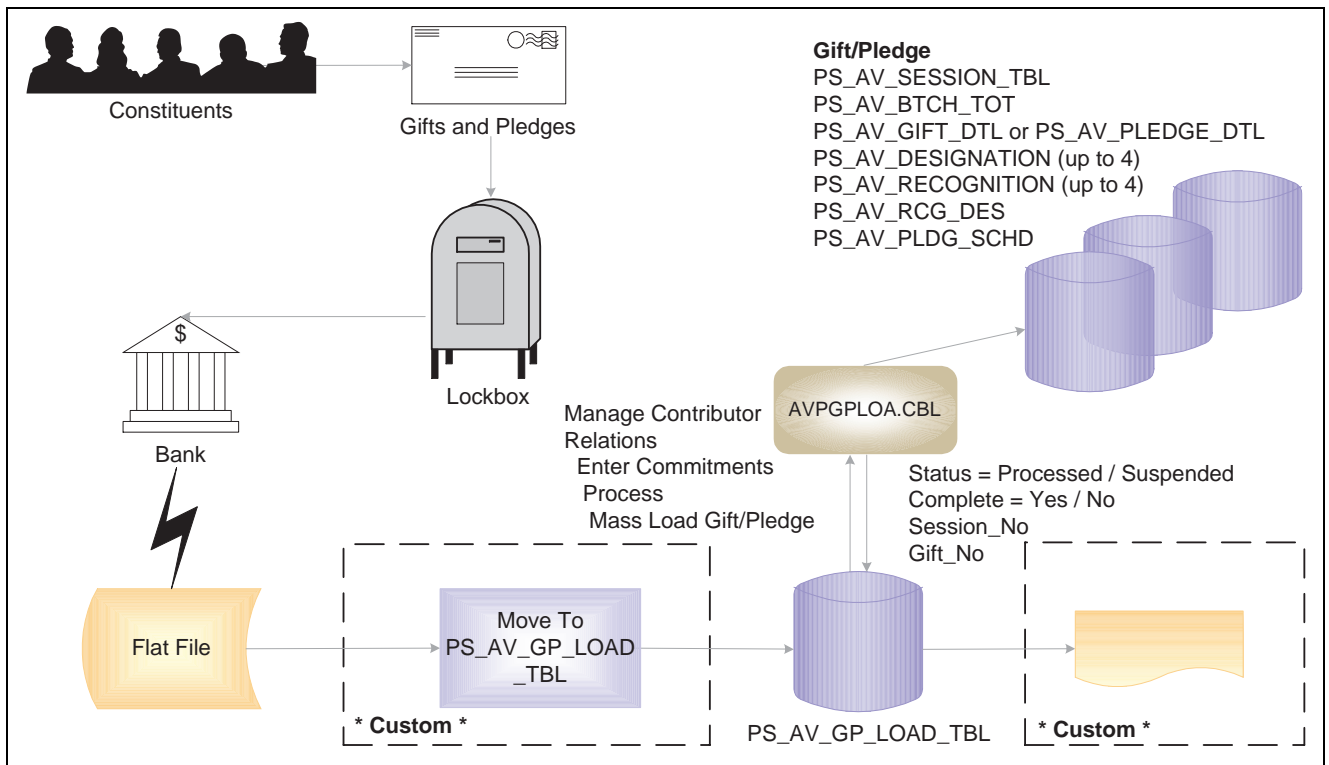 Constituents
Gifts and Pledges
Gift/Pledge
PS_AV_SESSION_TBL
PS_AV_BTCH_TOT
PS_AV_GIFT_DTL or PS_AV_PLEDGE_DTL
PS_AV_DESIGNATION (up to 4)
PS_AV_RECOGNITION (up to 4)
PS_AV_RCG_DES
PS_AV_PLDG_SCHD
$
Bank
Lockbox
AVPGPLOA.CBL
Manage Contributor
Relations
Enter Commitments
Process
Mass Load Gift/Pledge
Status = Processed / Suspended
Complete = Yes / No
Session_No
Gift_No
Flat File
Move To
PS_AV_GP_LOAD
_TBL
* Custom *
PS_AV_GP_LOAD_TBL
* Custom *